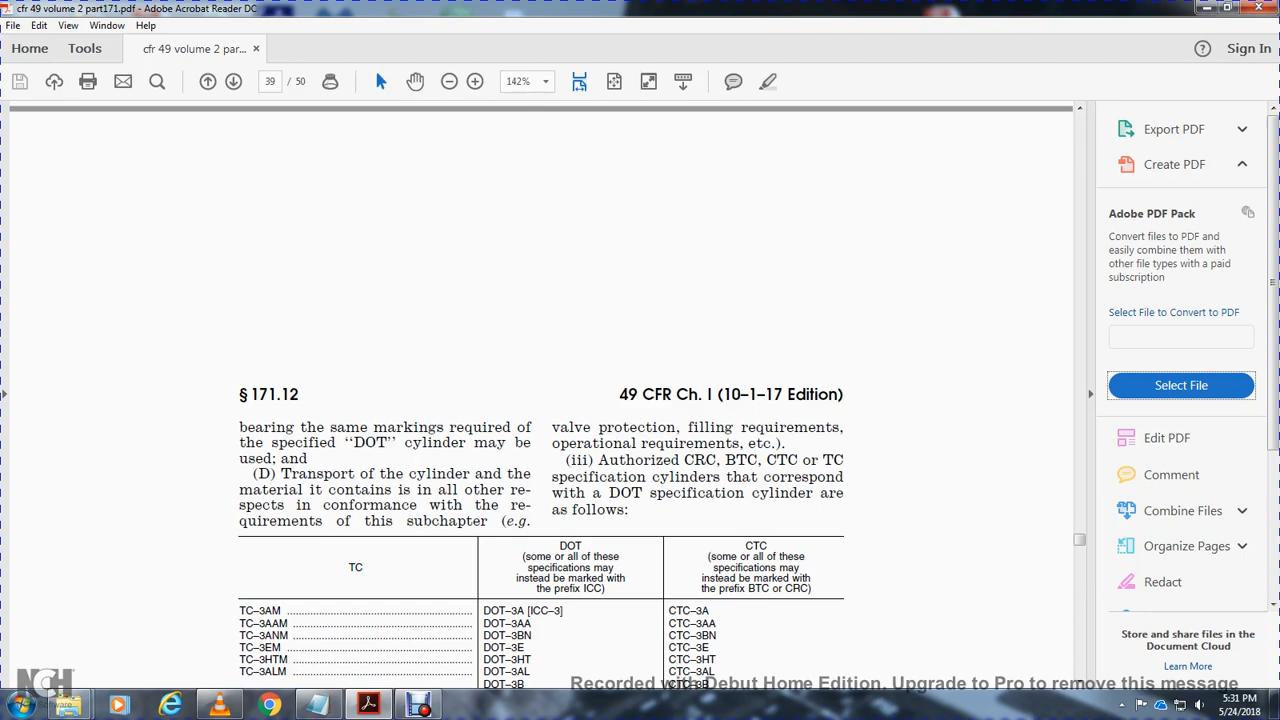 cfr 49 volume 2 part171.pdf - Adobe Acrobat Reader DC
File Edit View Window Help
Home Tools cfr 49 volume 2 par... × Sign In
39 / 50 142%
Export PDF
Create PDF
Adobe PDF Pack
Convert files to PDF and
easily combine them with
other file types with a paid
subscription
Select File to Convert to PDF
Select File
Edit PDF
Comment
Combine Files
Organize Pages
Redact
Store and share files in the
Document Cloud
Learn More
§ 171.12 49 CFR Ch. I (10–1–17 Edition)
bearing the same markings required of
the specified ‘‘DOT’’ cylinder may be
used; and
(D) Transport of the cylinder and the
material it contains is in all other re-
spects in conformance with the re-
quirements of this subchapter (e.g.
valve protection, filling requirements,
operational requirements, etc.).
(iii) Authorized CRC, BTC, CTC or TC
specification cylinders that correspond
with a DOT specification cylinder are
as follows:
TC
DOT
(some or all of these
specifications may
instead be marked with
the prefix ICC)
CTC
(some or all of these
specifications may
instead be marked with
the prefix BTC or CRC)
TC–3AM ........ DOT–3A [ICC–3] CTC–3A
TC–3AAM ........ DOT–3AA CTC–3AA
TC–3ANM ........ DOT–3BN CTC–3BN
TC–3EM ........ DOT–3E CTC–3E
TC–3HTM ........ DOT–3HT CTC–3HT
TC–3ALM ........ DOT–3AL CTC–3AL
DOT–3B CTC–3B
Recorded with Debut Home Edition. Upgrade to Pro to remove this message
NCH
Software
5:31 PM
5/24/2018